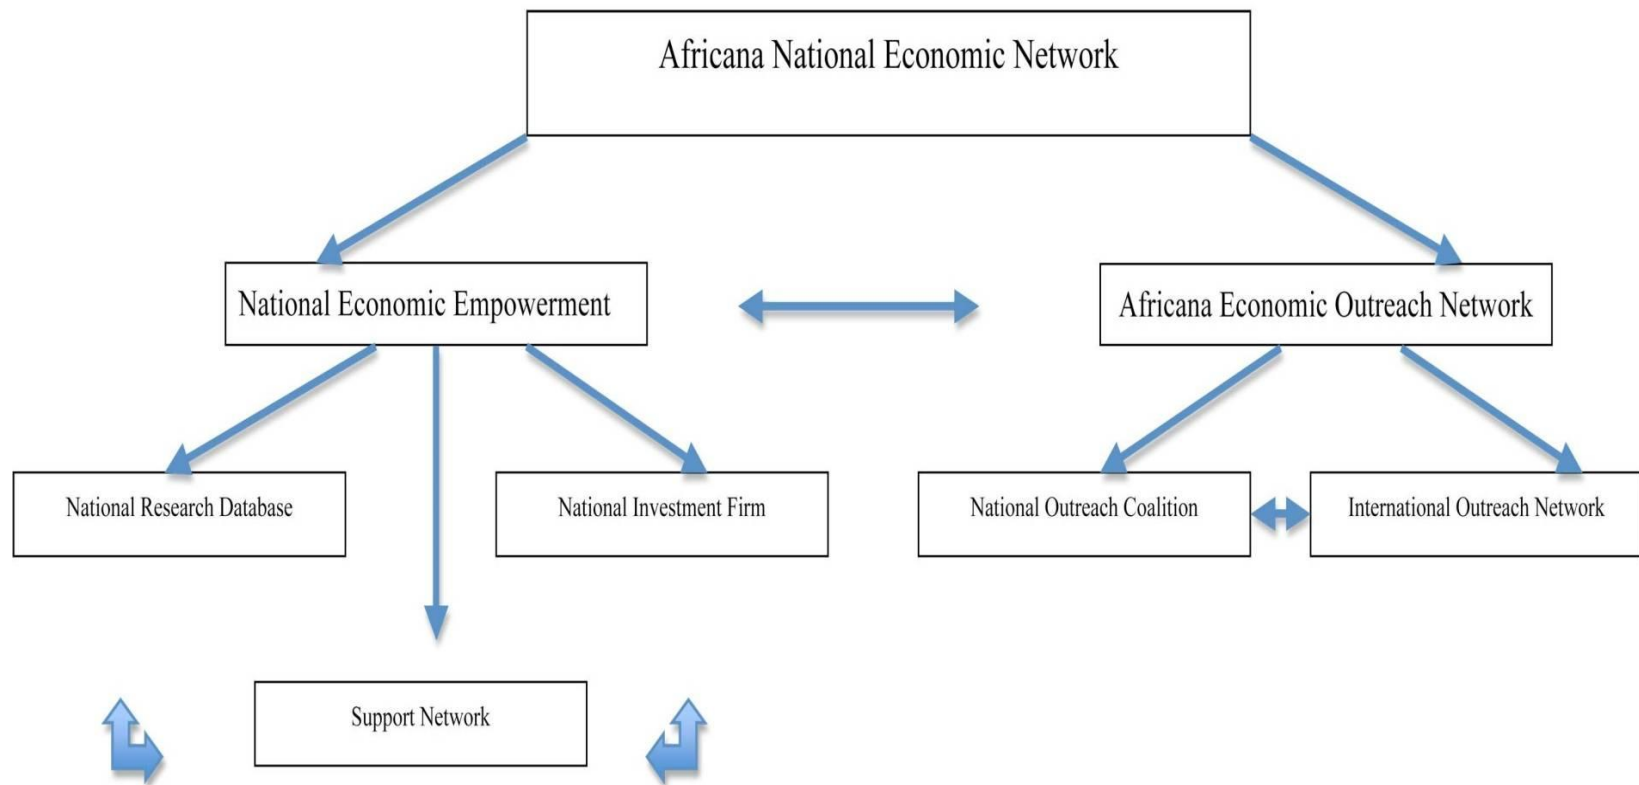 Africana National Economic Network
National Economic Empowerment
Africana Economic Outreach Network
National Research Database
National Investment Firm
National Outreach Coalition
International Outreach Network
Support Network